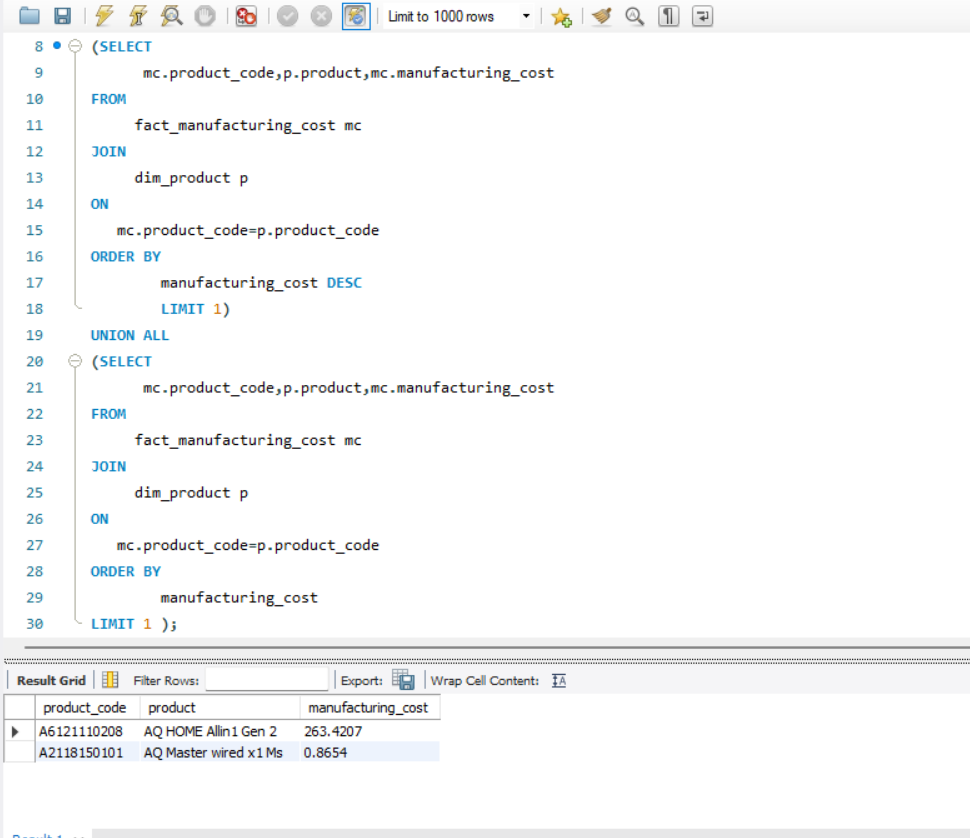 Limit to 1000 rows
8 (SELECT
9 mc.product_code,p.product,mc.manufacturing_cost
10 FROM
11 fact_manufacturing_cost mc
12 JOIN
13 dim_product p
14 ON
15 mc.product_code=p.product_code
16 ORDER BY
17 manufacturing_cost DESC
18 LIMIT 1)
19 UNION ALL
20 (SELECT
21 mc.product_code,p.product,mc.manufacturing_cost
22 FROM
23 fact_manufacturing_cost mc
24 JOIN
25 dim_product p
26 ON
27 mc.product_code=p.product_code
28 ORDER BY
29 manufacturing_cost
30 LIMIT 1 );
Result Grid Filter Rows: Export: Wrap Cell Content:
product_code product manufacturing_cost
A6121110208 AQ HOME Allin1 Gen 2 263.4207
A2118150101 AQ Master wired x1 Ms 0.8654